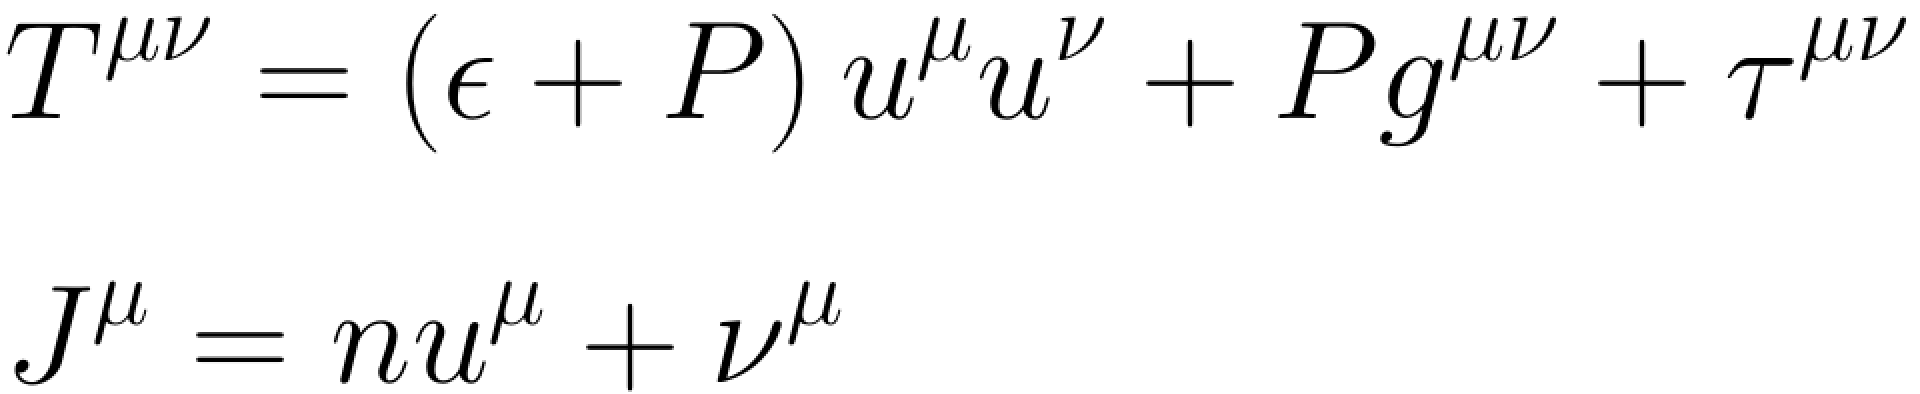 T^{μν} = (ϵ + P) u^μ u^ν + P g^{μν} + τ^{μν}
J^μ = n u^μ + ν^μ